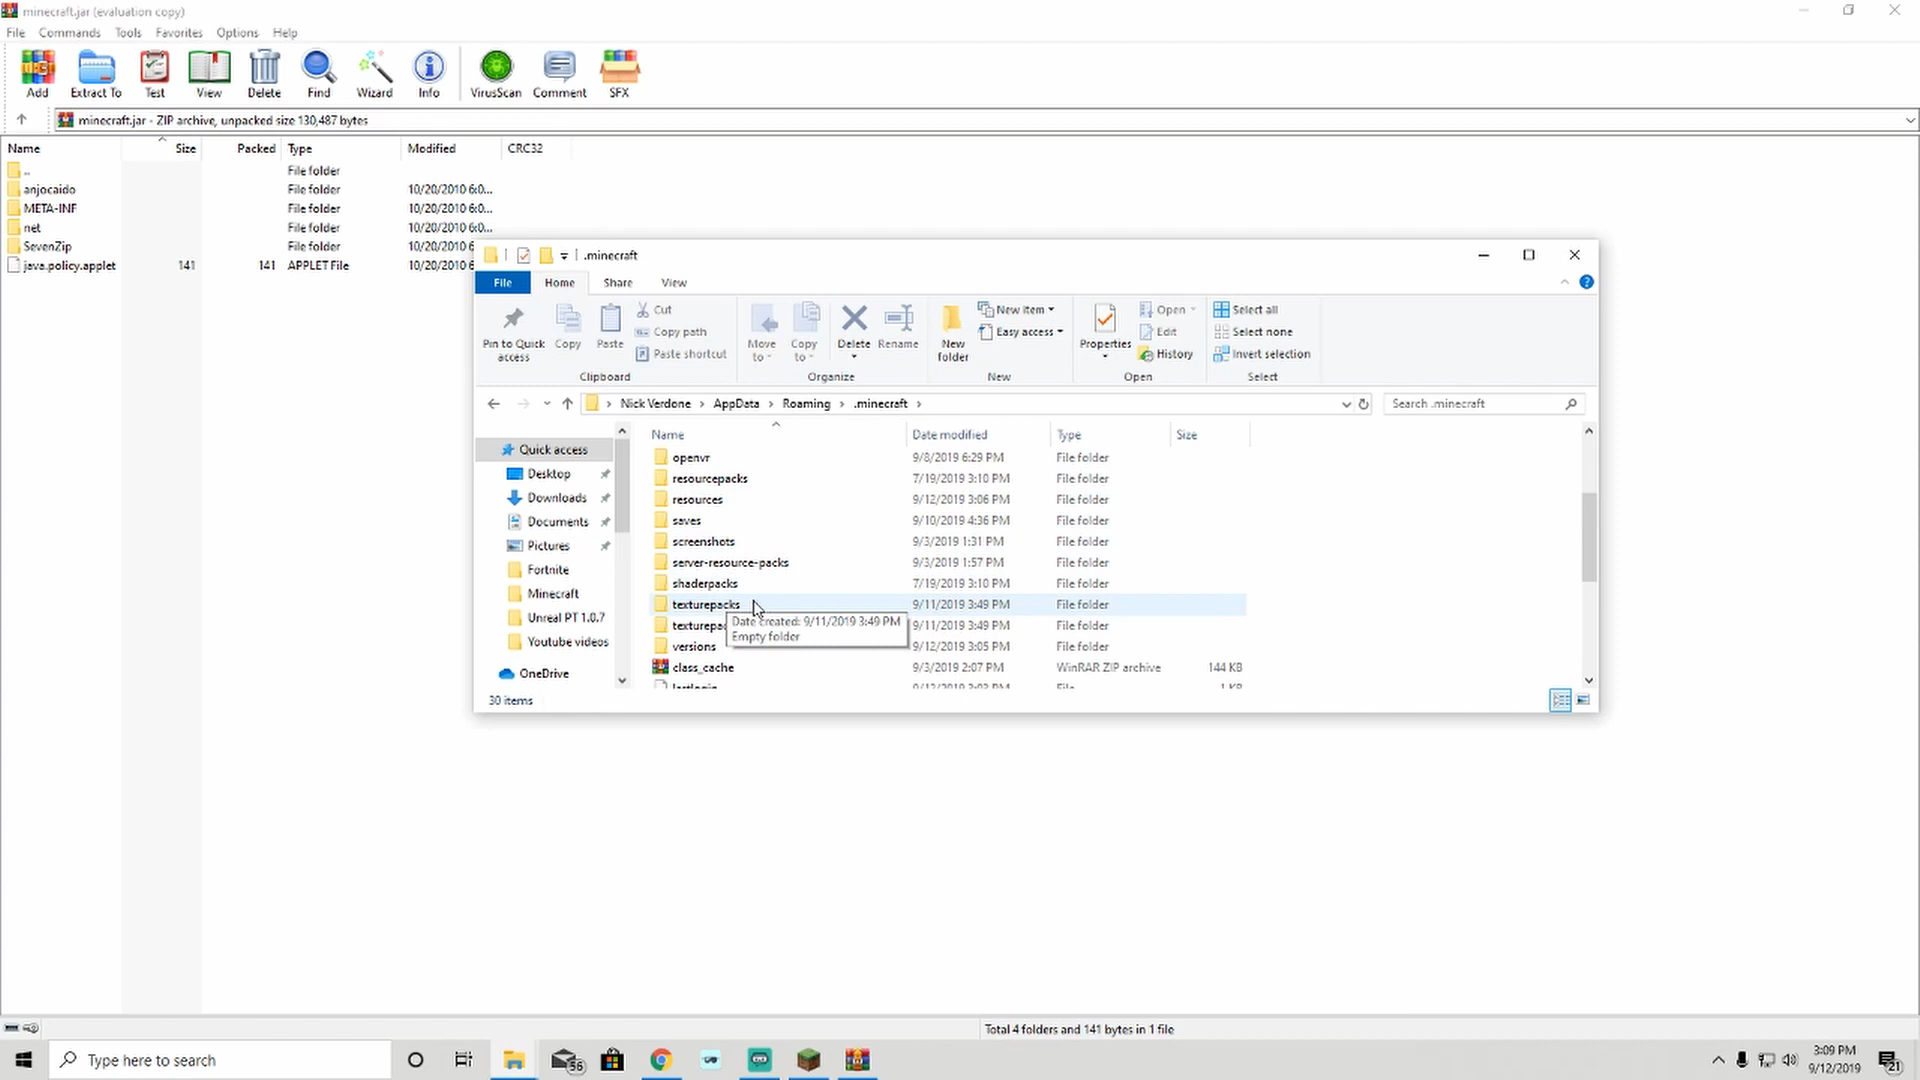 minecraft.jar (evaluation copy)
File Commands Tools Favorites Options Help
Add Extract To Test View Delete Find Wizard Info VirusScan Comment SFX
minecraft.jar - ZIP archive, unpacked size 130,487 bytes
Name Size Packed Type Modified CRC32
.. File folder
anjocaido File folder 10/20/2010 6:0...
META-INF File folder 10/20/2010 6:0...
net File folder 10/20/2010 6:0...
SevenZip File folder 10/20/2010 6
java.policy.applet 141 141 APPLET File 10/20/2010 6
.minecraft
File Home Share View
Pin to Quick access
Copy
Paste
Cut
Copy path
Paste shortcut
Clipboard
Move to
Copy to
Delete
Rename
Organize
New folder
New item
Easy access
New
Properties
Open
Edit
History
Open
Select all
Select none
Invert selection
Select
Nick Verdone > AppData > Roaming > .minecraft >
Search .minecraft
Quick access
Desktop
Downloads
Documents
Pictures
Fortnite
Minecraft
Unreal PT 1.0.7
Youtube videos
OneDrive
Name Date modified Type Size
openvr 9/8/2019 6:29 PM File folder
resourcepacks 7/19/2019 3:10 PM File folder
resources 9/12/2019 3:06 PM File folder
saves 9/10/2019 4:36 PM File folder
screenshots 9/3/2019 1:31 PM File folder
server-resource-packs 9/3/2019 1:57 PM File folder
shaderpacks 7/19/2019 3:10 PM File folder
texturepacks 9/11/2019 3:49 PM File folder
texturepac 9/11/2019 3:49 PM File folder
Date created: 9/11/2019 3:49 PM
Empty folder
versions 9/12/2019 3:05 PM File folder
class_cache 9/3/2019 2:07 PM WinRAR ZIP archive 144 KB
30 items
Total 4 folders and 141 bytes in 1 file
Type here to search
56
3:09 PM
9/12/2019
21